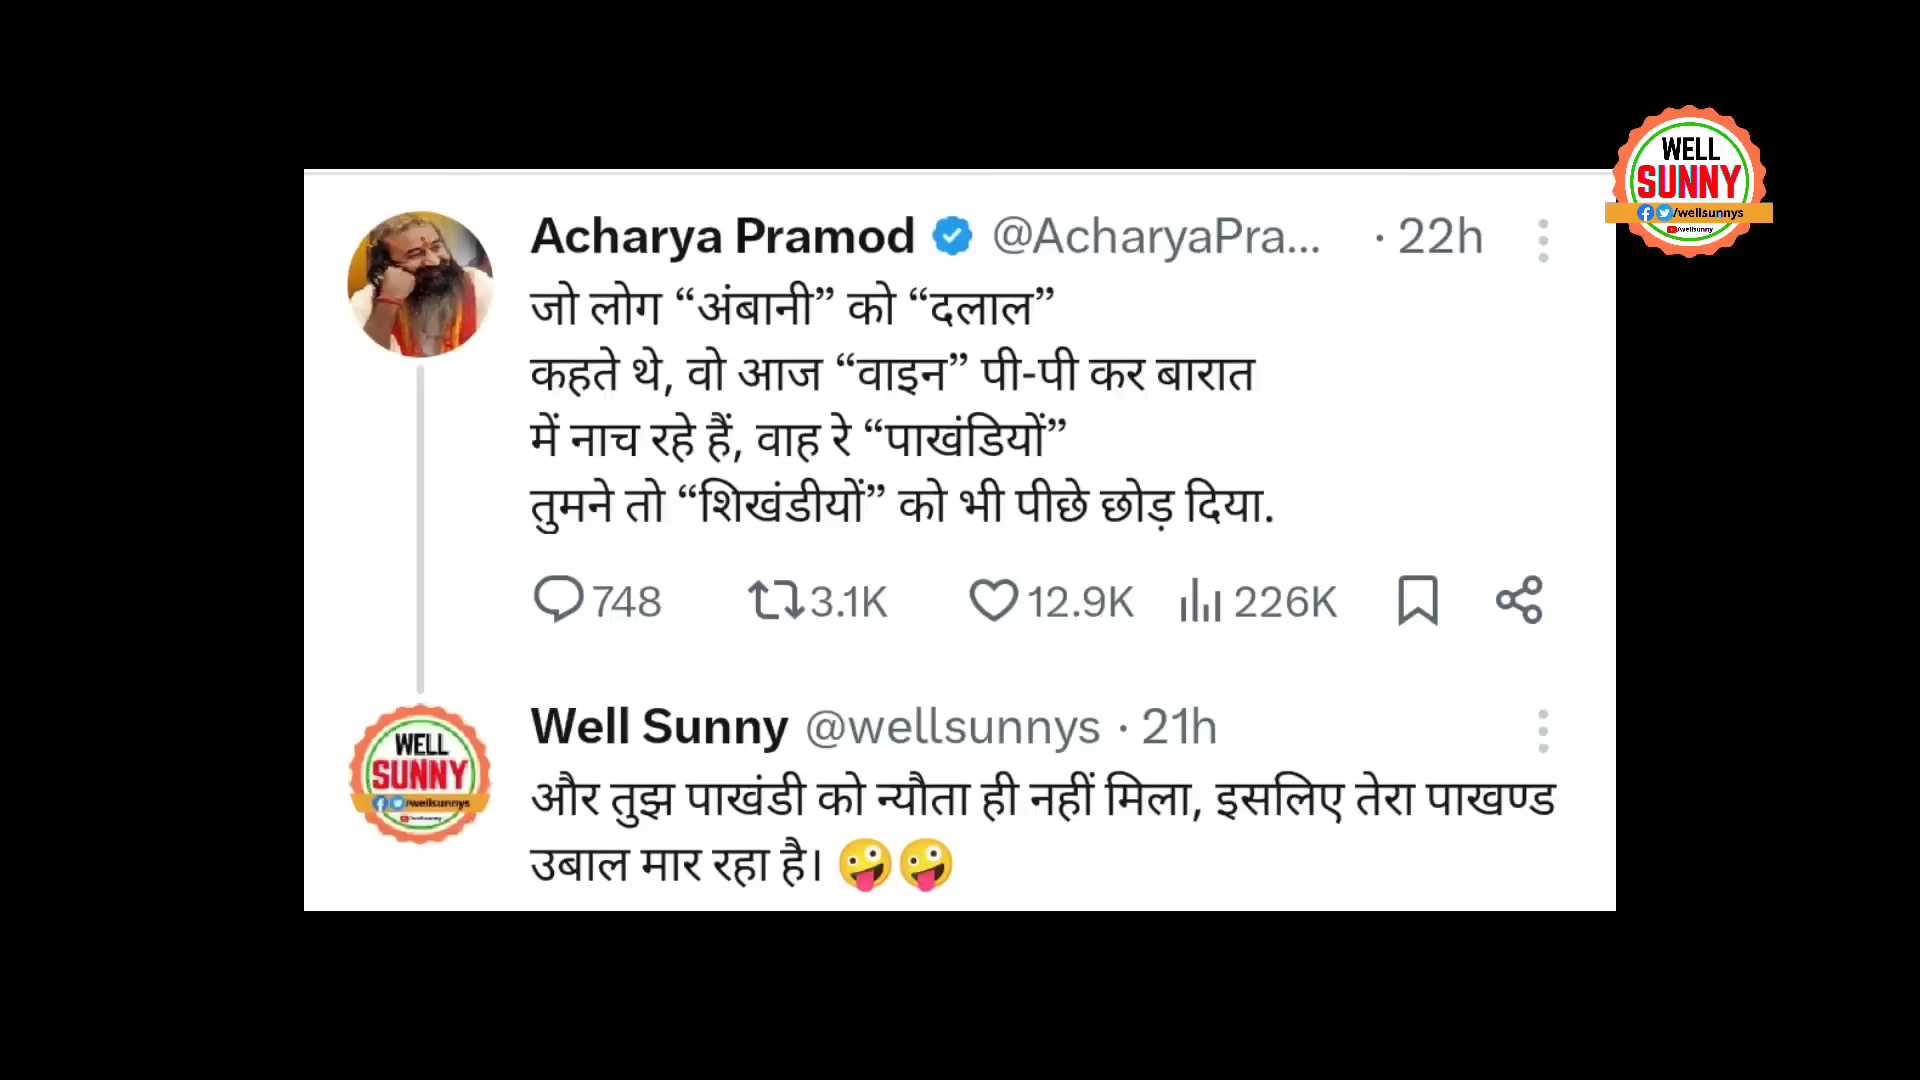 WELL
SUNNY
/wellsunnys
/wellsunny
Acharya Pramod @AcharyaPra... · 22h
जो लोग “अंबानी” को “दलाल”
कहते थे, वो आज “वाइन” पी-पी कर बारात
में नाच रहे हैं, वाह रे “पाखंडियों”
तुमने तो “शिखंडीयों” को भी पीछे छोड़ दिया.
748 3.1K 12.9K 226K
Well Sunny @wellsunnys · 21h
WELL
SUNNY
/wellsunnys
और तुझ पाखंडी को न्यौता ही नहीं मिला, इसलिए तेरा पाखण्ड
उबाल मार रहा है। 🤪🤪